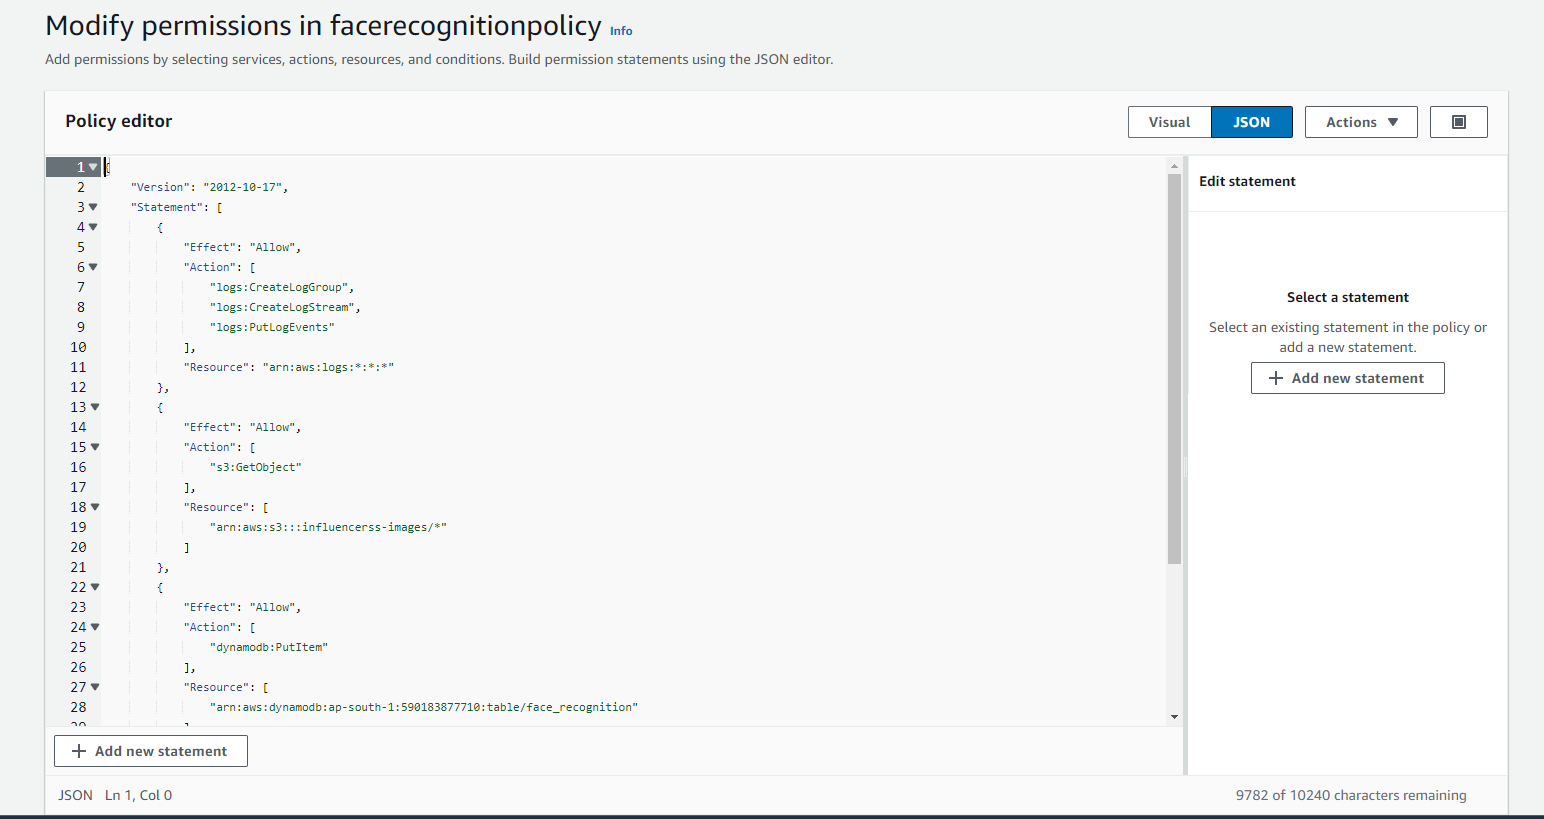 Modify permissions in facerecognitionpolicy Info
Add permissions by selecting services, actions, resources, and conditions. Build permission statements using the JSON editor.
Policy editor
Visual JSON Actions
1 {
2 "Version": "2012-10-17",
3 "Statement": [
4 {
5 "Effect": "Allow",
6 "Action": [
7 "logs:CreateLogGroup",
8 "logs:CreateLogStream",
9 "logs:PutLogEvents"
10 ],
11 "Resource": "arn:aws:logs:*:*:*"
12 },
13 {
14 "Effect": "Allow",
15 "Action": [
16 "s3:GetObject"
17 ],
18 "Resource": [
19 "arn:aws:s3:::influencerss-images/*"
20 ]
21 },
22 {
23 "Effect": "Allow",
24 "Action": [
25 "dynamodb:PutItem"
26 ],
27 "Resource": [
28 "arn:aws:dynamodb:ap-south-1:590183877710:table/face_recognition"
Edit statement
Select a statement
Select an existing statement in the policy or
add a new statement.
+ Add new statement
+ Add new statement
JSON Ln 1, Col 0
9782 of 10240 characters remaining